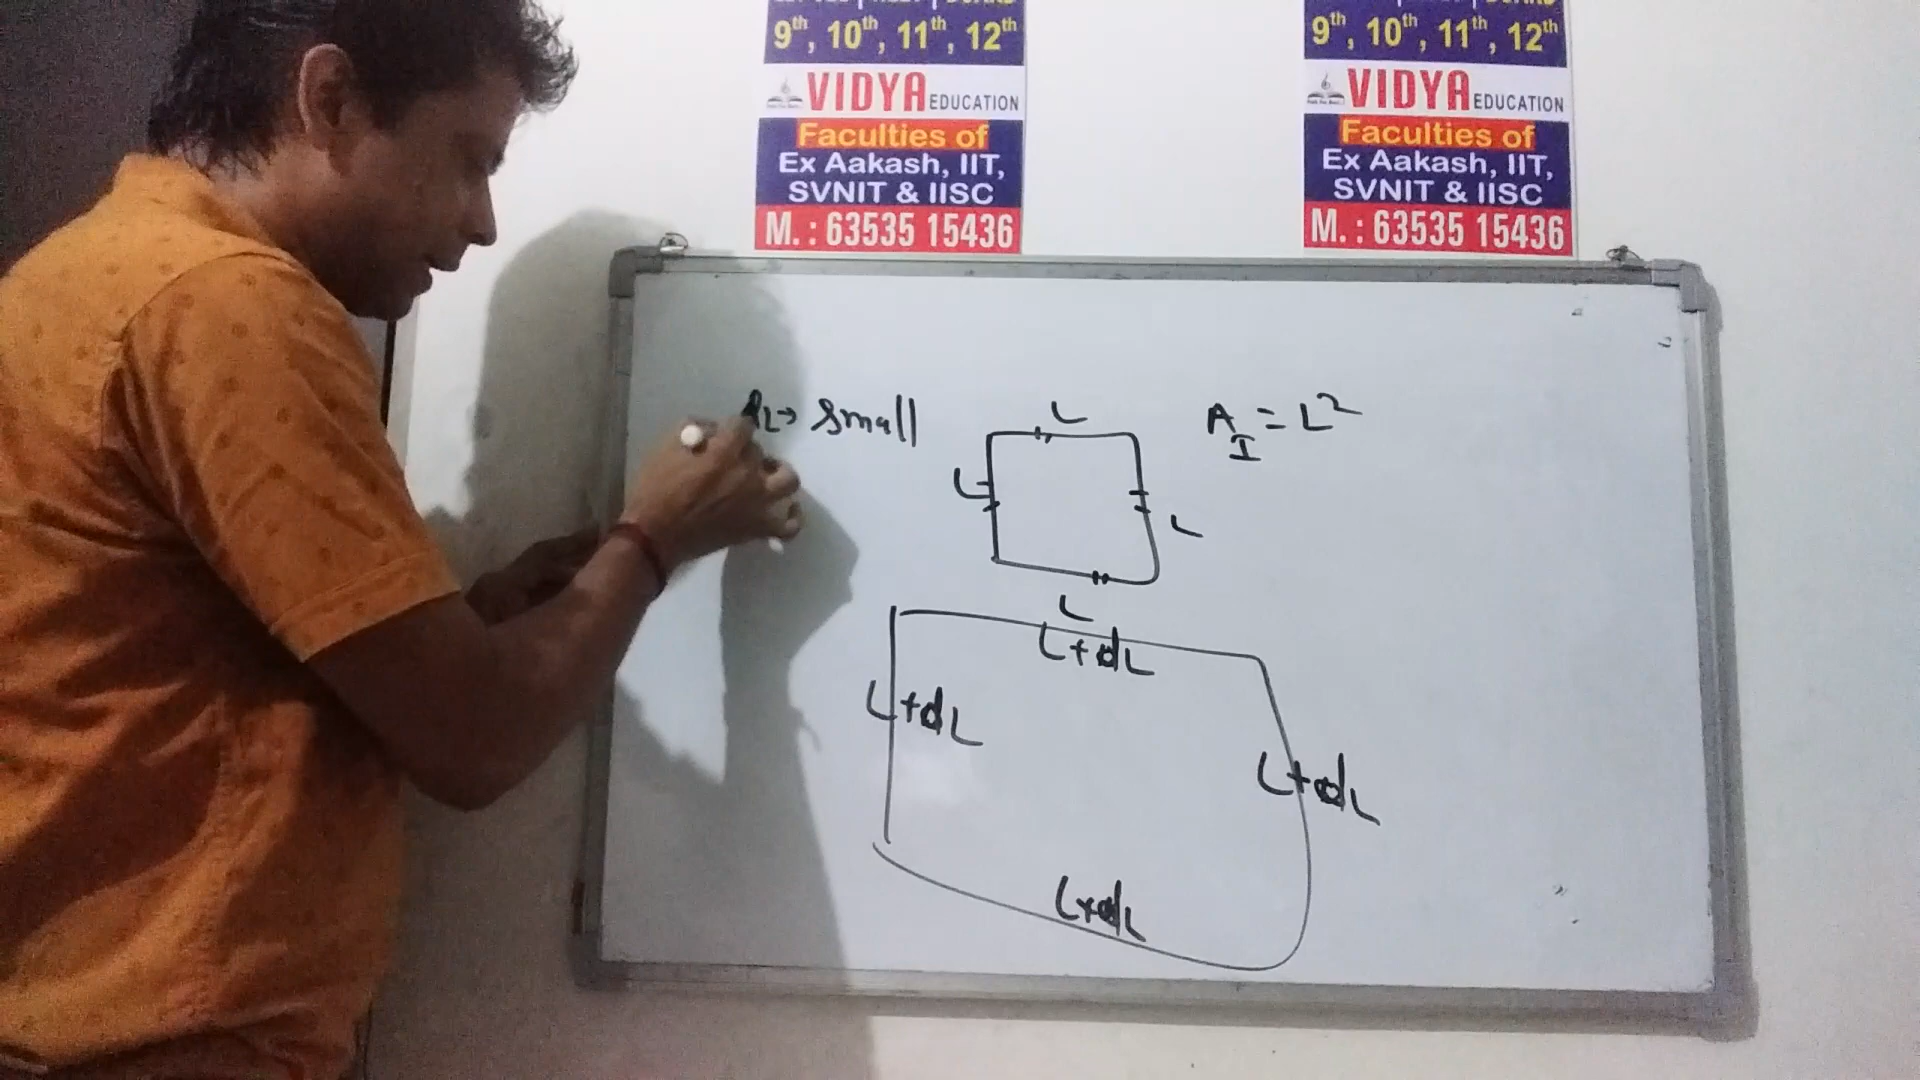 9th, 10th, 11th, 12th
VIDYA EDUCATION
Faculties of
Ex Aakash, IIT,
SVNIT & IISC
M. : 63535 15436
9th, 10th, 11th, 12th
VIDYA EDUCATION
Faculties of
Ex Aakash, IIT,
SVNIT & IISC
M. : 63535 15436
dL→ small
L
L
L
L
A_I = L²
L+dL
L+dL
L+dL
L+dL